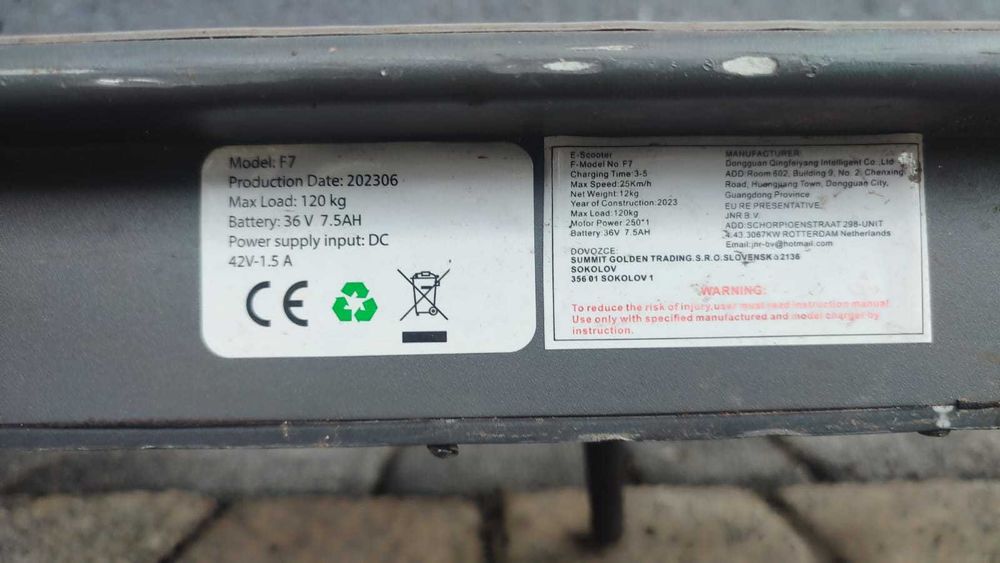 Model: F7
Production Date: 202306
Max Load: 120 kg
Battery: 36 V 7.5AH
Power supply input: DC
42V-1.5 A
CE
E-Scooter
F-Model No F7
Charging Time: 3-5
Max Speed:25Km/h
Net Weight:12kg
Year of Construction:2023
Max Load:120kg
Motor Power: 250*1
Battery: 36V 7.5AH
DOVOZCE:
SUMMIT GOLDEN TRADING.S.R.O.SLOVENSKá2136
SOKOLOV
356 01 SOKOLOV 1
MANUFACTURER:
Dongguan Qingfeiyang Intelligent Co.,Ltd
ADD:Room 602, Building 9, No. 2, Chenxing
Road, Huangjiang Town, Dongguan City,
Guangdong Province
EU REPRESENTATIVE:
JNR B.V.
ADD:SCHORPIOENSTRAAT 298-UNIT
4.43.3067KW ROTTERDAM Netherlands
Email:jnr-bv@hotmail.com
WARNING:
To reduce the risk of injury,user must read instruction manual
Use only with specified manufactured and model charger by
instruction.